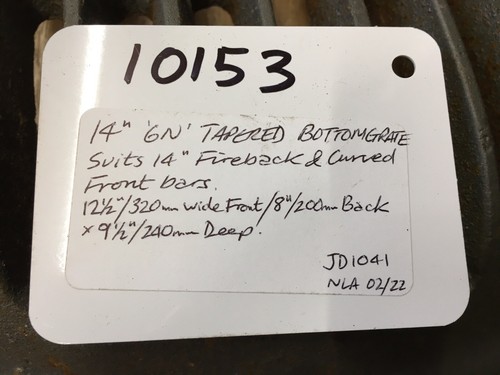 10153
14" 'GN' TAPERED BOTTOMGRATE
Suits 14" Fireback & Curved
Front bars.
12½"/320mm Wide Front/8"/200mm Back
x 9½"/240mm Deep.
JD1041
NLA 02/22